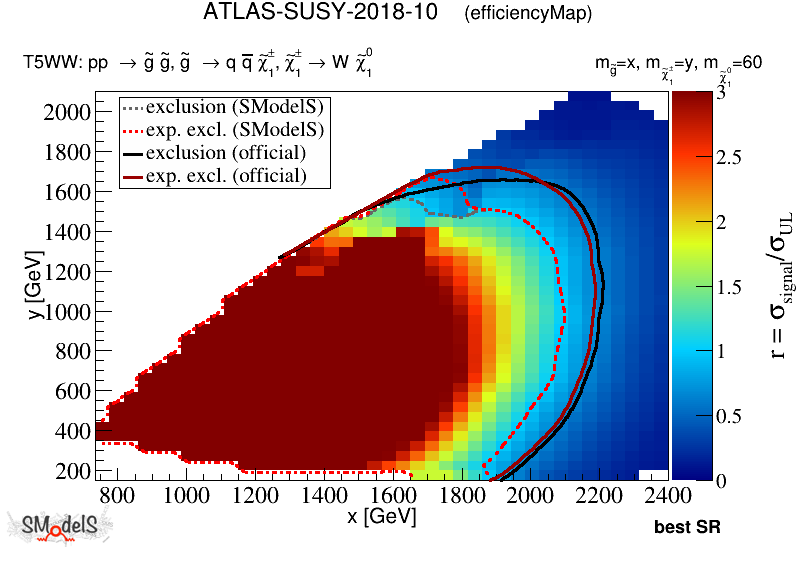 ATLAS-SUSY-2018-10 (efficiencyMap)
T5WW: pp → g̃ g̃, g̃ → q q̅ χ̃₁±, χ̃₁± → W χ̃₁⁰
m_g̃=x, m_χ̃₁±=y, m_χ̃₁⁰=60
exclusion (SModelS)
exp. excl. (SModelS)
exclusion (official)
exp. excl. (official)
y [GeV]
2000
1800
1600
1400
1200
1000
800
600
400
200
800 1000 1200 1400 1600 1800 2000 2200 2400
x [GeV]
3
2.5
2
1.5
1
0.5
0
r = σ_signal/σ_UL
SModelS
best SR